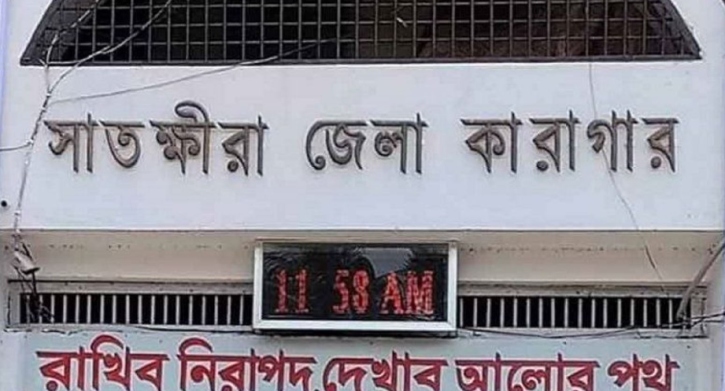 সাতক্ষীরা জেলা কারাগার
11 58 AM
রাখিব নিরাপদ দেখাব আলোর পথ